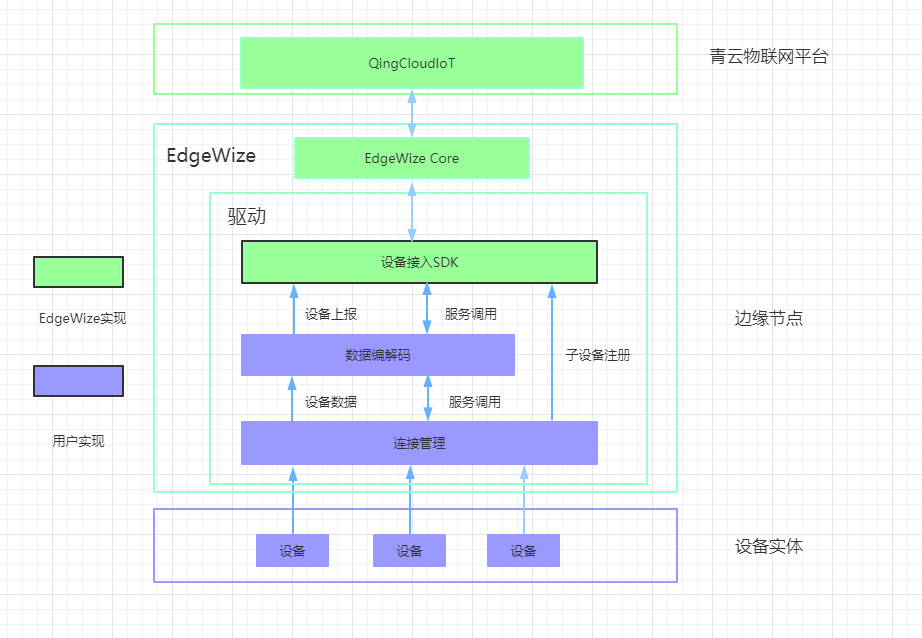 QingCloudIoT
青云物联网平台
EdgeWize
EdgeWize Core
驱动
设备接入SDK
EdgeWize实现
设备上报
服务调用
边缘节点
数据编解码
子设备注册
设备数据
服务调用
用户实现
连接管理
设备
设备
设备
设备实体